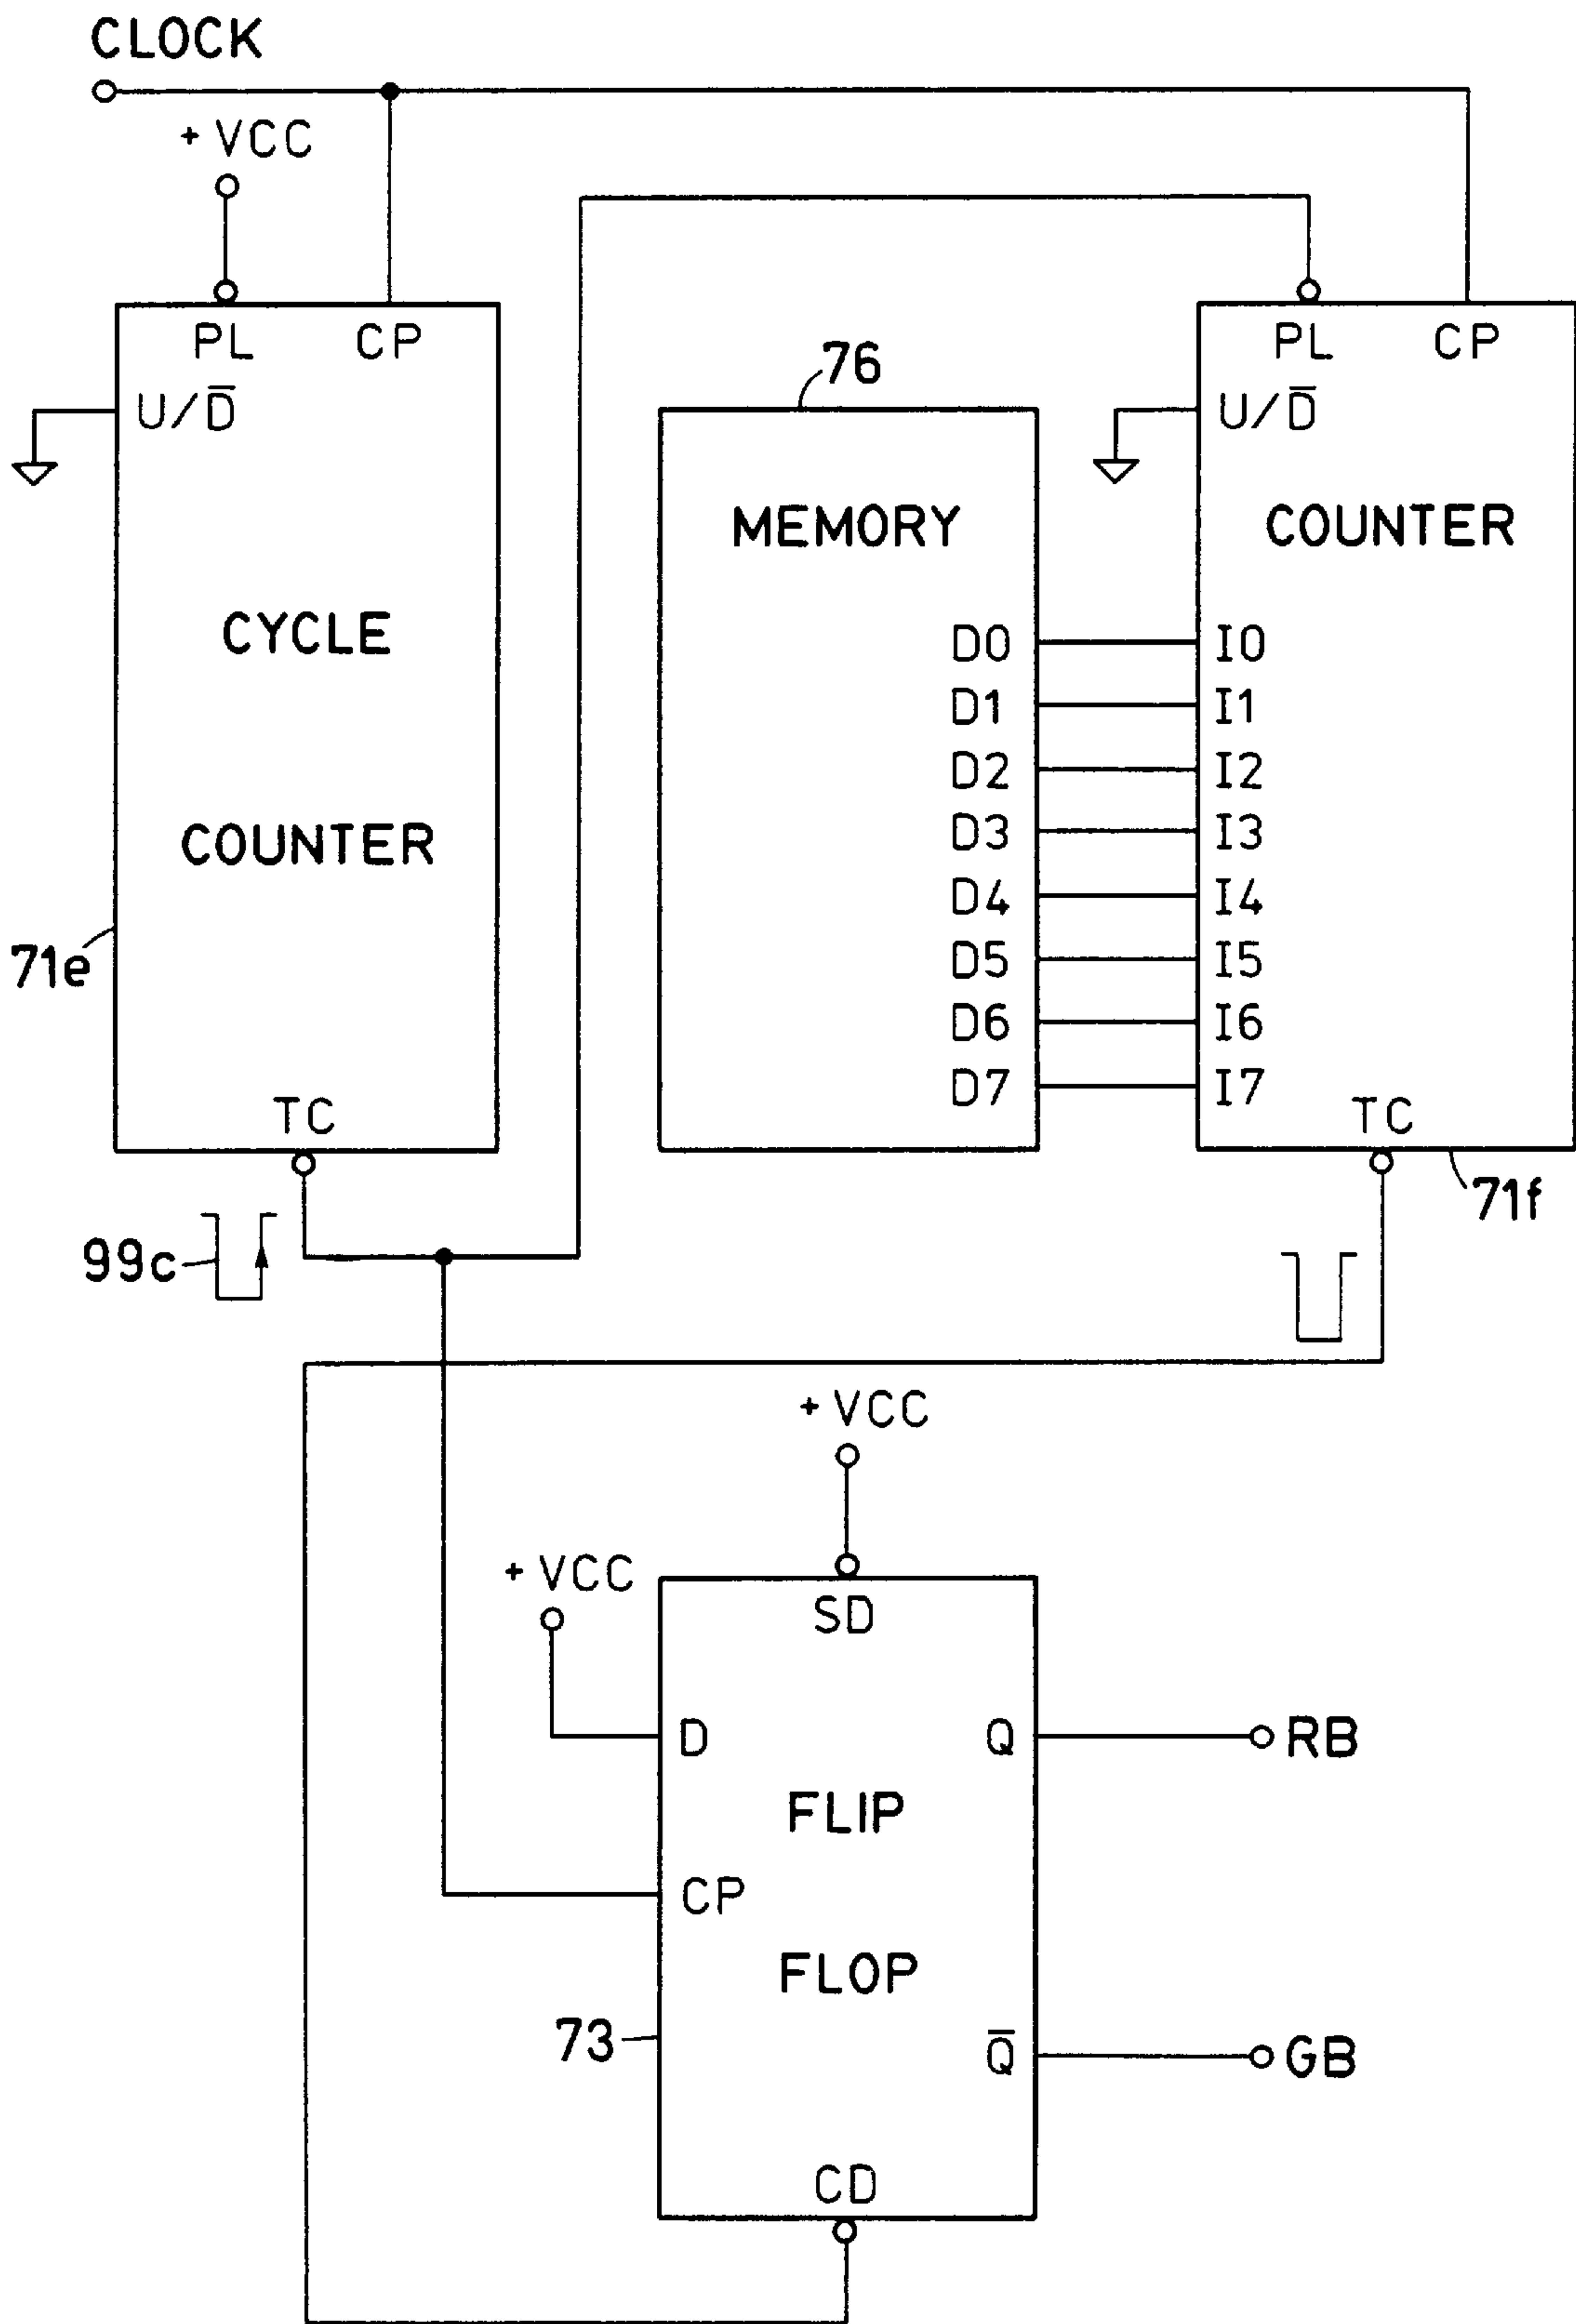 CLOCK
+ VCC
PL CP
U/D̅
CYCLE
COUNTER
71e
TC
99c
76
MEMORY
D0
D1
D2
D3
D4
D5
D6
D7
PL CP
U/D̅
COUNTER
I0
I1
I2
I3
I4
I5
I6
I7
TC
71f
+ VCC
+ VCC
SD
D Q RB
FLIP
CP
FLOP
73
Q̅ GB
CD